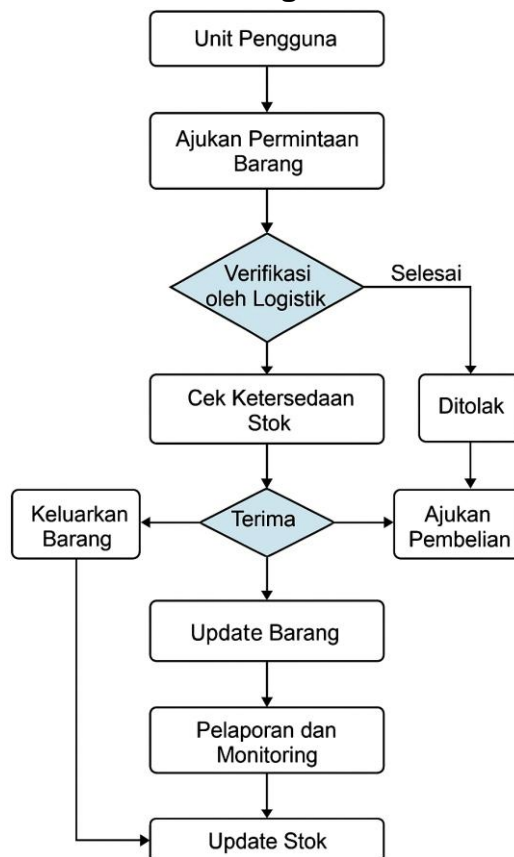 Unit Pengguna
Ajukan Permintaan
Barang
Verifikasi
oleh Logistik
Selesai
Cek Ketersedaan
Stok
Ditolak
Keluarkan
Barang
Terima
Ajukan
Pembelian
Update Barang
Pelaporan dan
Monitoring
Update Stok